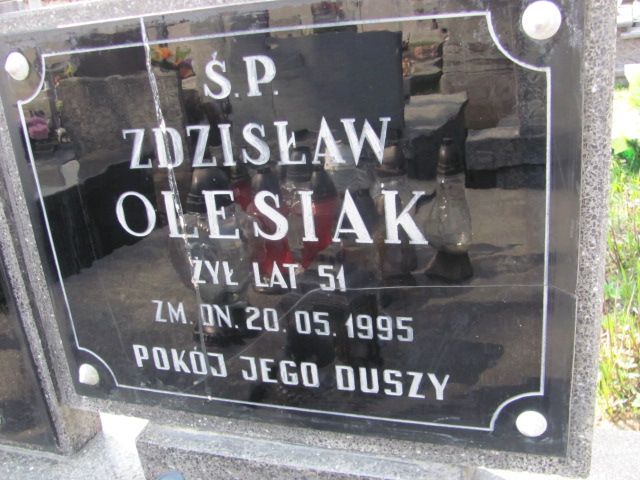 Ś.P.
ZDZISŁAW
OLESIAK
ŻYŁ LAT 51
ZM. DN. 20. 05. 1995
POKÓJ JEGO DUSZY